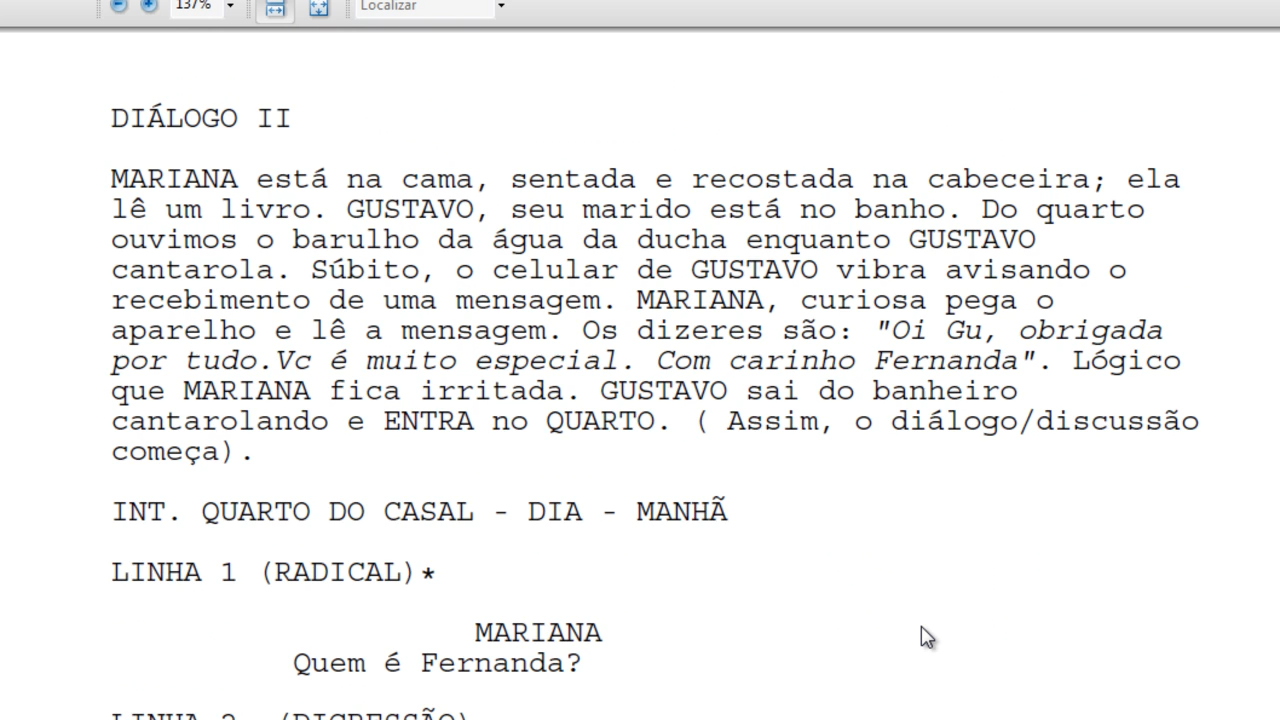 137%
Localizar
DIÁLOGO II
MARIANA está na cama, sentada e recostada na cabeceira; ela
lê um livro. GUSTAVO, seu marido está no banho. Do quarto
ouvimos o barulho da água da ducha enquanto GUSTAVO
cantarola. Súbito, o celular de GUSTAVO vibra avisando o
recebimento de uma mensagem. MARIANA, curiosa pega o
aparelho e lê a mensagem. Os dizeres são: "Oi Gu, obrigada
por tudo.Vc é muito especial. Com carinho Fernanda". Lógico
que MARIANA fica irritada. GUSTAVO sai do banheiro
cantarolando e ENTRA no QUARTO. ( Assim, o diálogo/discussão
começa).
INT. QUARTO DO CASAL - DIA - MANHÃ
LINHA 1 (RADICAL)*
MARIANA
Quem é Fernanda?
LINHA 2 (DIGRESSÃO)